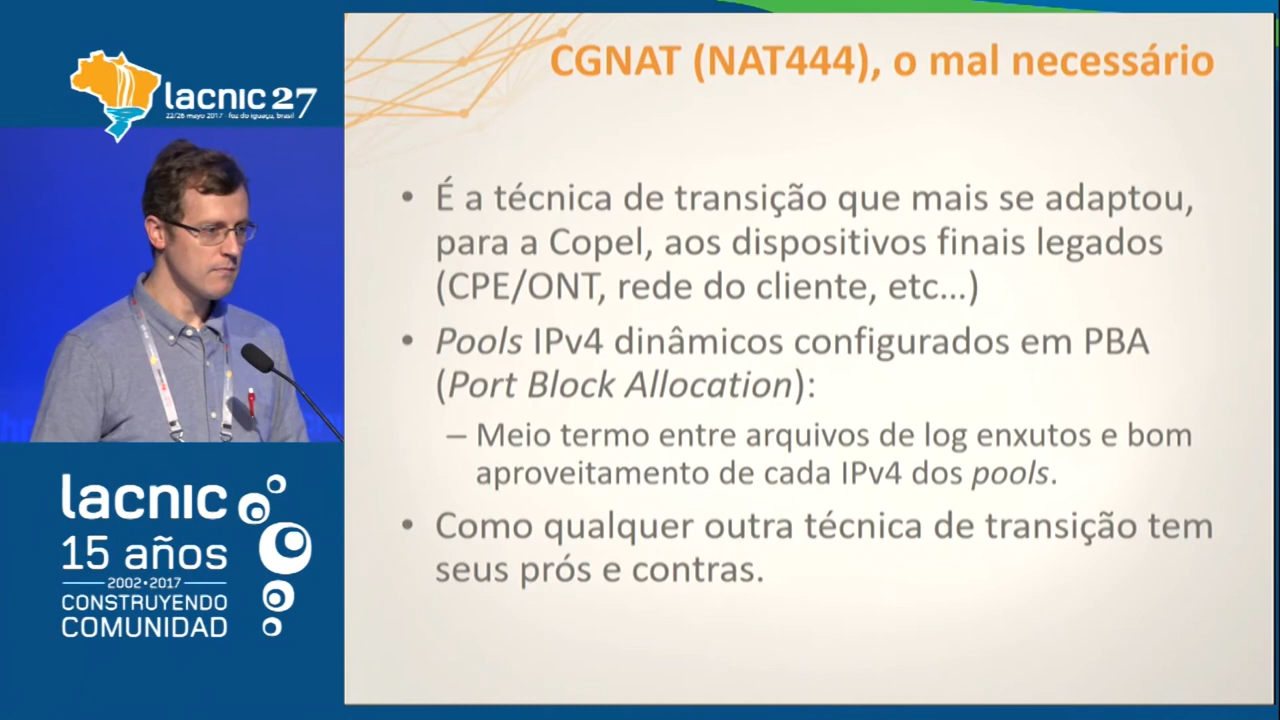 lacnic 27
22/26 mayo 2017 - foz do iguaçu, brasil
CGNAT (NAT444), o mal necessário
• É a técnica de transição que mais se adaptou,
para a Copel, aos dispositivos finais legados
(CPE/ONT, rede do cliente, etc...)
• Pools IPv4 dinâmicos configurados em PBA
(Port Block Allocation):
– Meio termo entre arquivos de log enxutos e bom
aproveitamento de cada IPv4 dos pools.
• Como qualquer outra técnica de transição tem
seus prós e contras.
lacnic
15 años
2002•2017
CONSTRUYENDO
COMUNIDAD